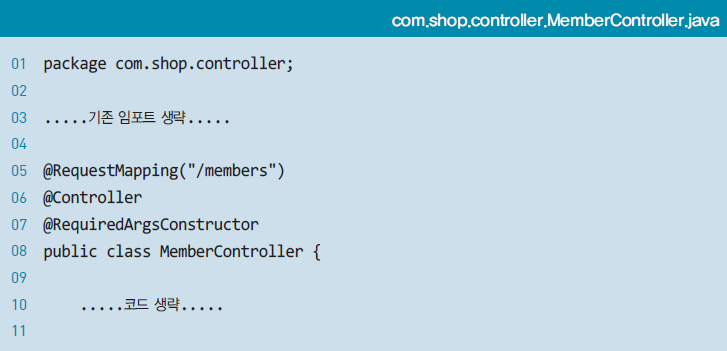 com.shop.controller.MemberController.java
01 package com.shop.controller;
02
03 .....기존 임포트 생략.....
04
05 @RequestMapping("/members")
06 @Controller
07 @RequiredArgsConstructor
08 public class MemberController {
09
10 .....코드 생략.....
11